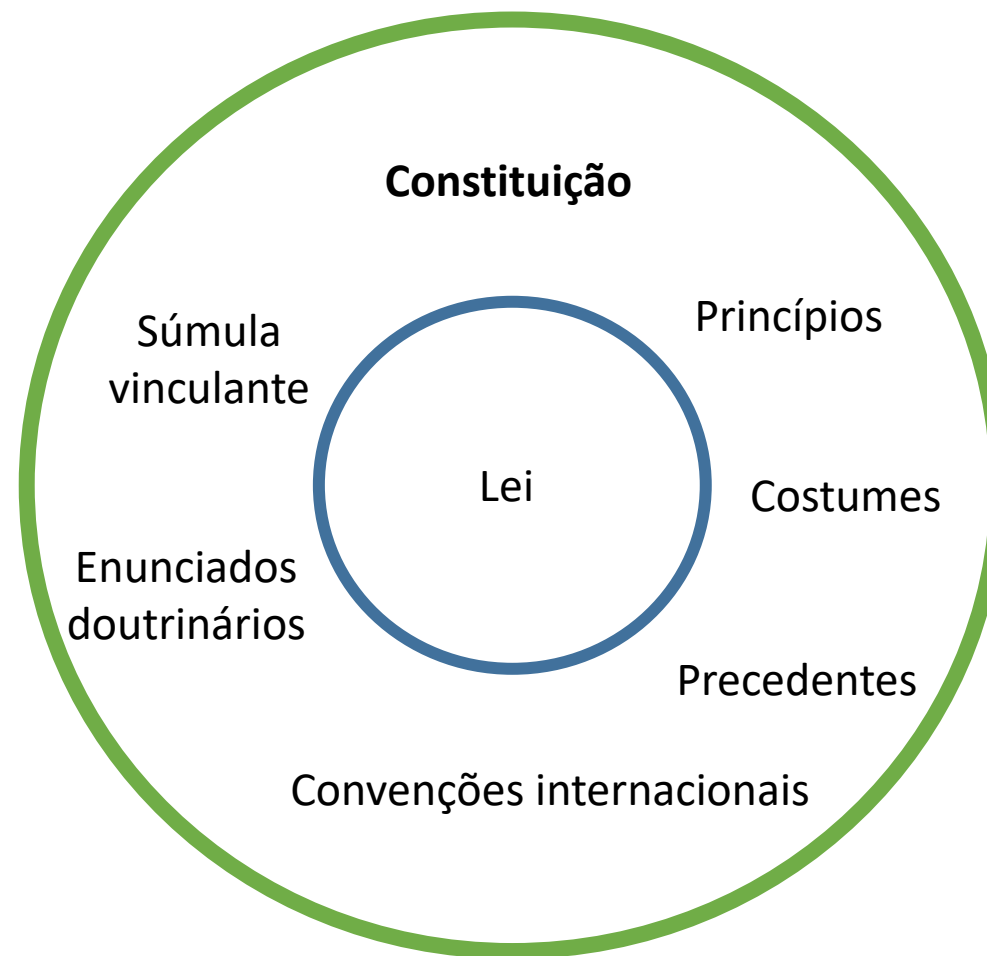 Constituição
Princípios
Súmula
vinculante
Lei
Costumes
Enunciados
doutrinários
Precedentes
Convenções internacionais